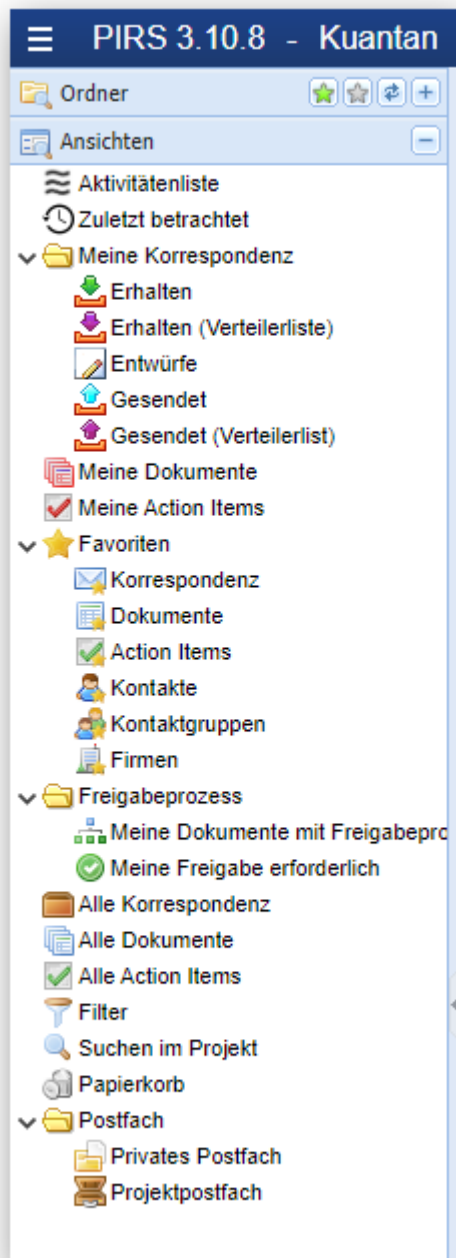 PIRS 3.10.8 - Kuantan
Ordner
Ansichten
Aktivitätenliste
Zuletzt betrachtet
Meine Korrespondenz
Erhalten
Erhalten (Verteilerliste)
Entwürfe
Gesendet
Gesendet (Verteilerlist)
Meine Dokumente
Meine Action Items
Favoriten
Korrespondenz
Dokumente
Action Items
Kontakte
Kontaktgruppen
Firmen
Freigabeprozess
Meine Dokumente mit Freigabepro
Meine Freigabe erforderlich
Alle Korrespondenz
Alle Dokumente
Alle Action Items
Filter
Suchen im Projekt
Papierkorb
Postfach
Privates Postfach
Projektpostfach